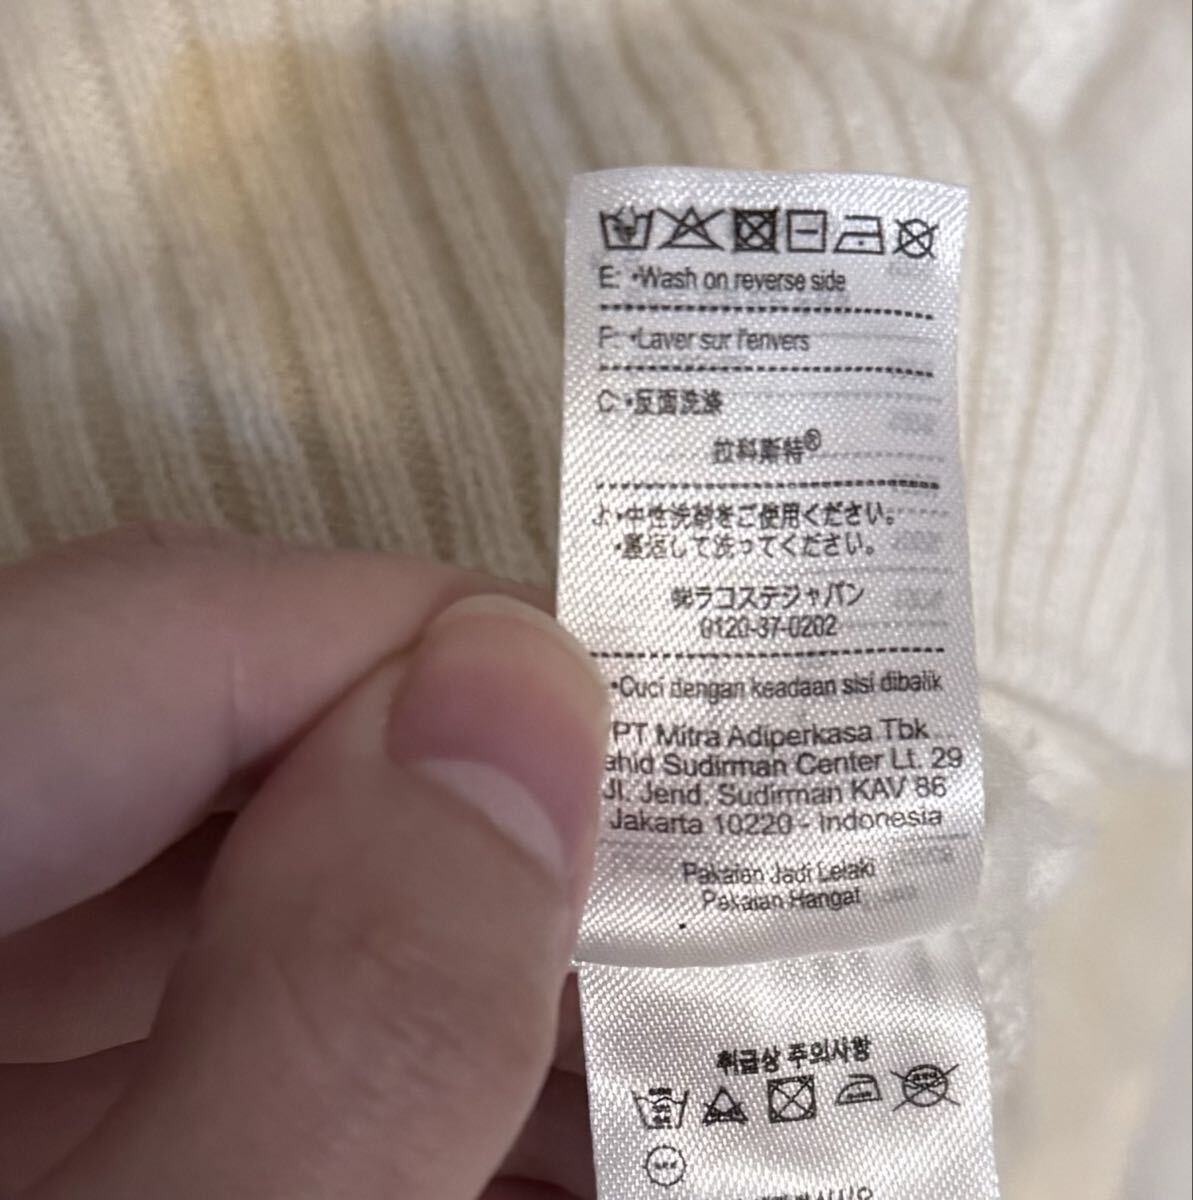 E: •Wash on reverse side
F: •Laver sur l'envers
C: •反面洗滌
拉科斯特®
J: •中性洗剤をご使用ください。
•裏返して洗ってください。
㈱ラコステジャパン
0120-37-0202
•Cuci dengan keadaan sisi dibalik
PT Mitra Adiperkasa Tbk
ahid Sudirman Center Lt. 29
Jl. Jend. Sudirman KAV 86
Jakarta 10220 - Indonesia
Pakaian Jadi Lelaki
Pakaian Hangat
취급상 주의사항